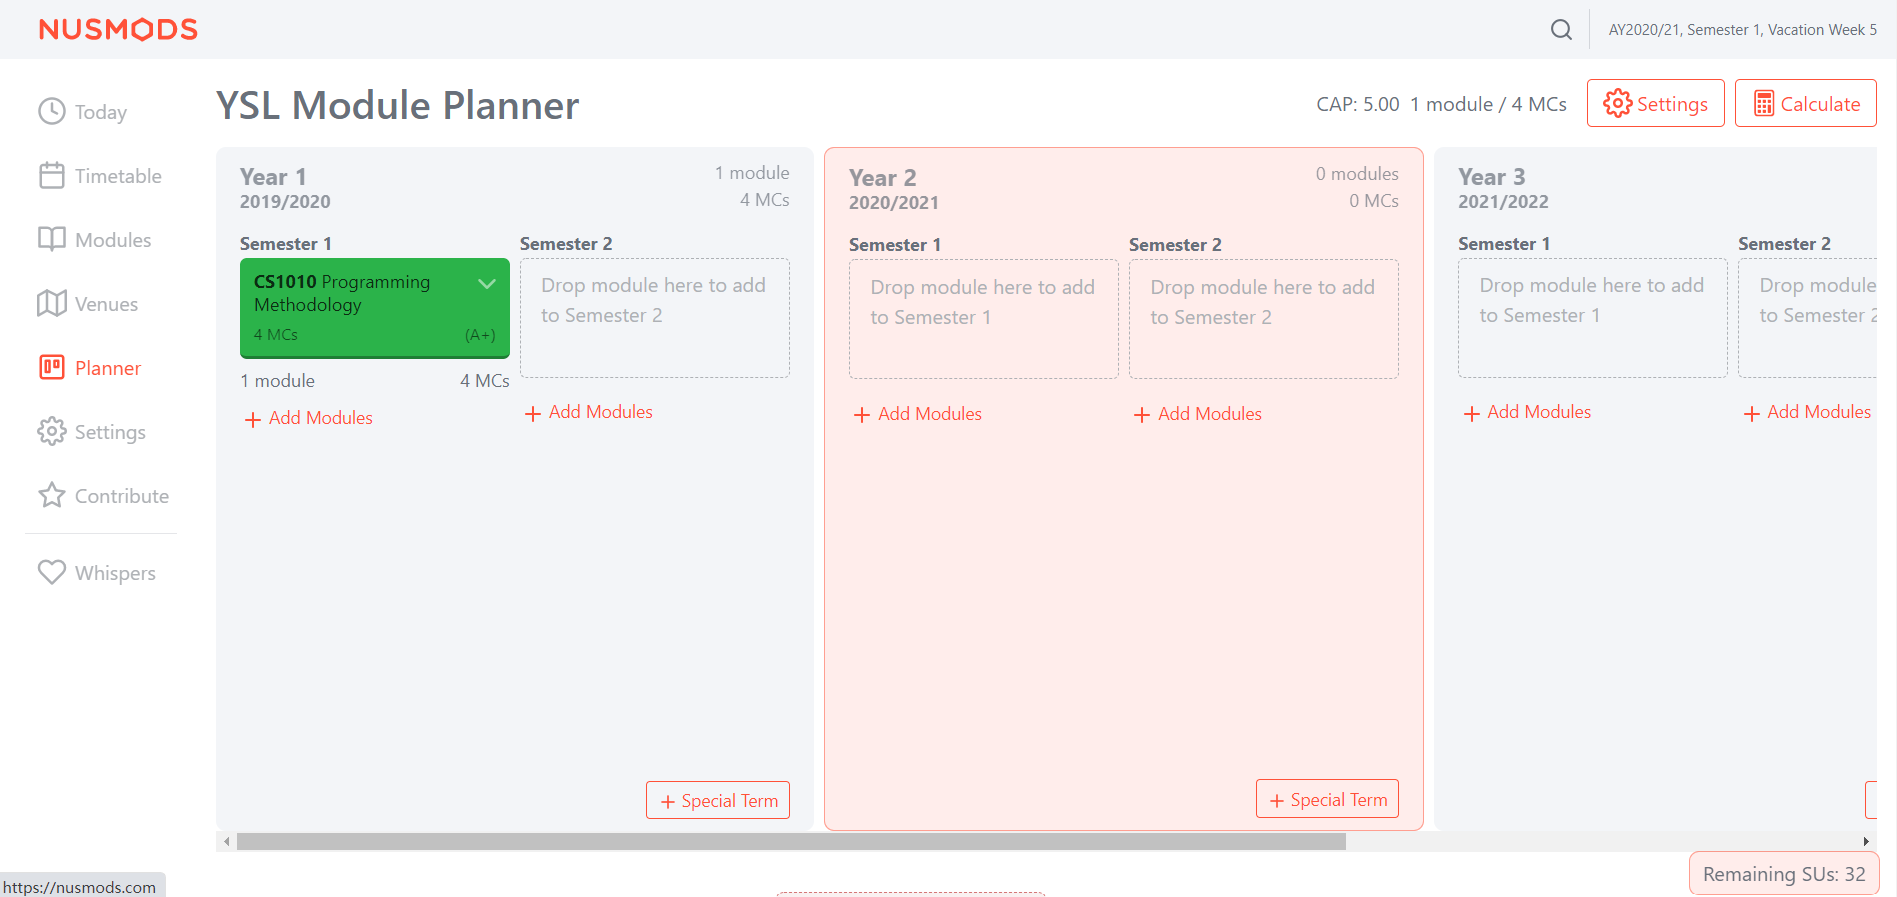 NUSMODS
AY2020/21, Semester 1, Vacation Week 5
Today
Timetable
Modules
Venues
Planner
Settings
Contribute
Whispers
YSL Module Planner
CAP: 5.00 1 module / 4 MCs
Settings
Calculate
Year 1
2019/2020
1 module
4 MCs
Semester 1
CS1010 Programming
Methodology
4 MCs (A+)
1 module 4 MCs
+ Add Modules
Semester 2
Drop module here to add
to Semester 2
+ Add Modules
+ Special Term
Year 2
2020/2021
0 modules
0 MCs
Semester 1
Drop module here to add
to Semester 1
+ Add Modules
Semester 2
Drop module here to add
to Semester 2
+ Add Modules
+ Special Term
Year 3
2021/2022
Semester 1
Drop module here to add
to Semester 1
+ Add Modules
Semester 2
Drop module
to Semester 2
+ Add Modules
Remaining SUs: 32
https://nusmods.com